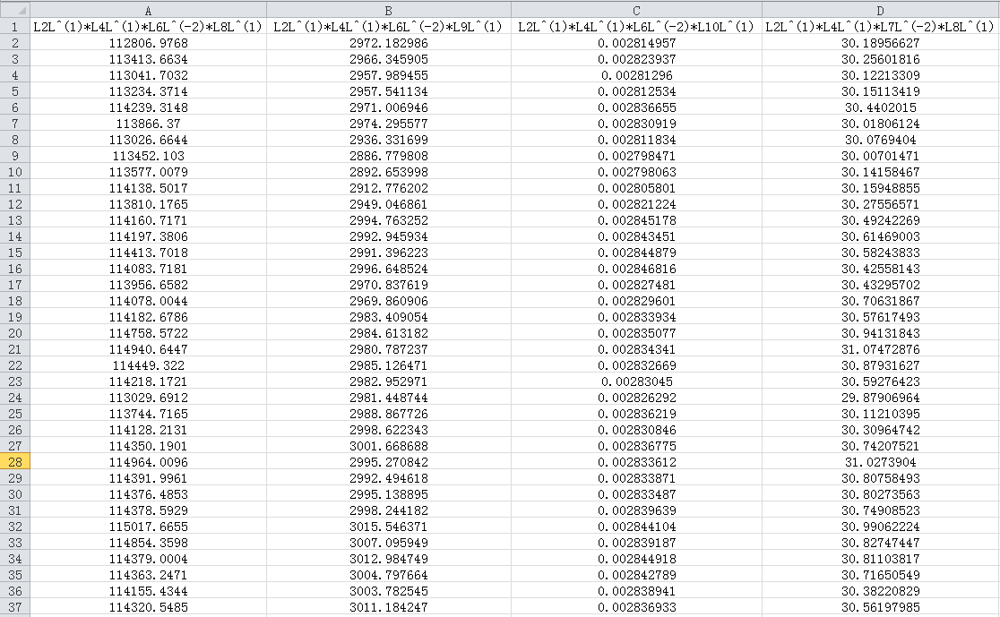 A B C D
1 L2L^(1)*L4L^(1)*L6L^(-2)*L8L^(1) L2L^(1)*L4L^(1)*L6L^(-2)*L9L^(1) L2L^(1)*L4L^(1)*L6L^(-2)*L10L^(1) L2L^(1)*L4L^(1)*L7L^(-2)*L8L^(1)
2 112806.9768 2972.182986 0.002814957 30.18956627
3 113413.6634 2966.345905 0.002823937 30.25601816
4 113041.7032 2957.989455 0.00281296 30.12213309
5 113234.3714 2957.541134 0.002812534 30.15113419
6 114239.3148 2971.006946 0.002836655 30.4402015
7 113866.37 2974.295577 0.002830919 30.01806124
8 113026.6644 2936.331699 0.002811834 30.0769404
9 113452.103 2886.779808 0.002798471 30.00701471
10 113577.0079 2892.653998 0.002798063 30.14158467
11 114138.5017 2912.776202 0.002805801 30.15948855
12 113810.1765 2949.046861 0.002821224 30.27556571
13 114160.7171 2994.763252 0.002845178 30.49242269
14 114197.3806 2992.945934 0.002843451 30.61469003
15 114413.7018 2991.396223 0.002844879 30.58243833
16 114083.7181 2996.648524 0.002846816 30.42558143
17 113956.6582 2970.837619 0.002827481 30.43295702
18 114078.0044 2969.860906 0.002829601 30.70631867
19 114182.6786 2983.409054 0.002833934 30.57617493
20 114758.5722 2984.613182 0.002835077 30.94131843
21 114940.6447 2980.787237 0.002834341 31.07472876
22 114449.322 2985.126471 0.002832669 30.87931627
23 114218.1721 2982.952971 0.00283045 30.59276423
24 113029.6912 2981.448744 0.002826292 29.87906964
25 113744.7165 2988.867726 0.002836219 30.11210395
26 114128.2131 2998.622343 0.002830846 30.30964742
27 114350.1901 3001.668688 0.002836775 30.74207521
28 114964.0096 2995.270842 0.002833612 31.0273904
29 114391.9961 2992.494618 0.002833871 30.80758493
30 114376.4853 2995.138895 0.002833487 30.80273563
31 114378.5929 2998.244182 0.002839639 30.74908523
32 115017.6655 3015.546371 0.002844104 30.99062224
33 114854.3598 3007.095949 0.002839187 30.82747447
34 114379.0004 3012.984749 0.002844918 30.81103817
35 114363.2471 3004.797664 0.002842789 30.71650549
36 114155.4344 3003.782545 0.002838941 30.38220829
37 114320.5485 3011.184247 0.002836933 30.56197985